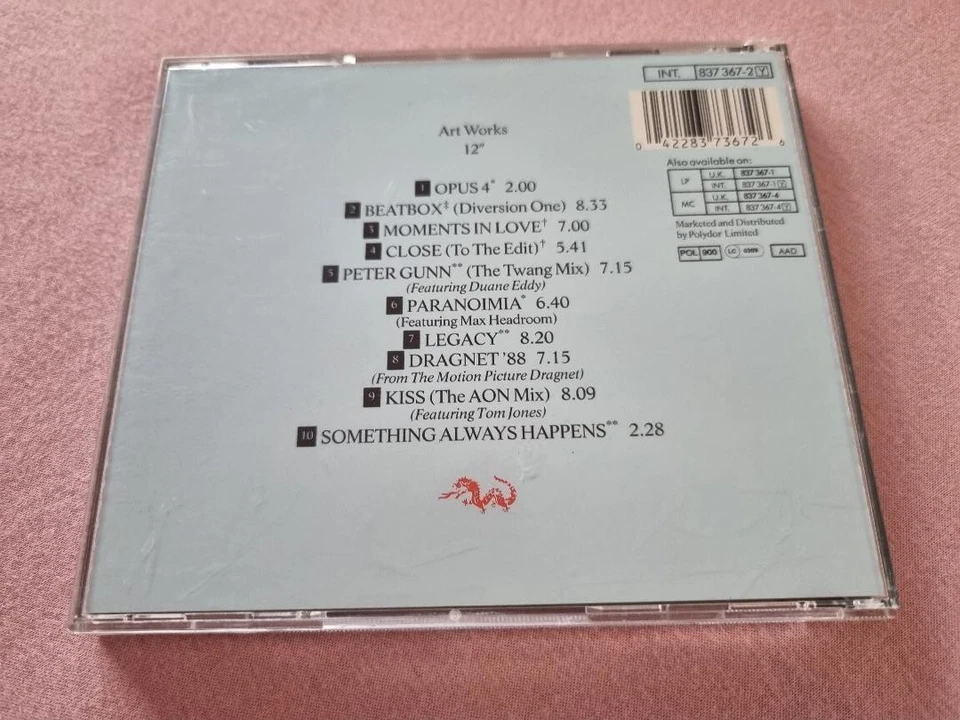 INT. 837 367-2 Y
0 42283 73672 6
Also available on:
LP U.K. 837 367-1
INT. 837 367-1 Y
MC U.K. 837 367-4
INT. 837 367-4 Y
Marketed and Distributed
by Polydor Limited
POL 900 LC AAD
Art Works
12"
1 OPUS 4* 2.00
2 BEATBOX‡ (Diversion One) 8.33
3 MOMENTS IN LOVE† 7.00
4 CLOSE (To The Edit)† 5.41
5 PETER GUNN** (The Twang Mix) 7.15
(Featuring Duane Eddy)
6 PARANOIMIA* 6.40
(Featuring Max Headroom)
7 LEGACY** 8.20
8 DRAGNET '88 7.15
(From The Motion Picture Dragnet)
9 KISS (The AON Mix) 8.09
(Featuring Tom Jones)
10 SOMETHING ALWAYS HAPPENS** 2.28